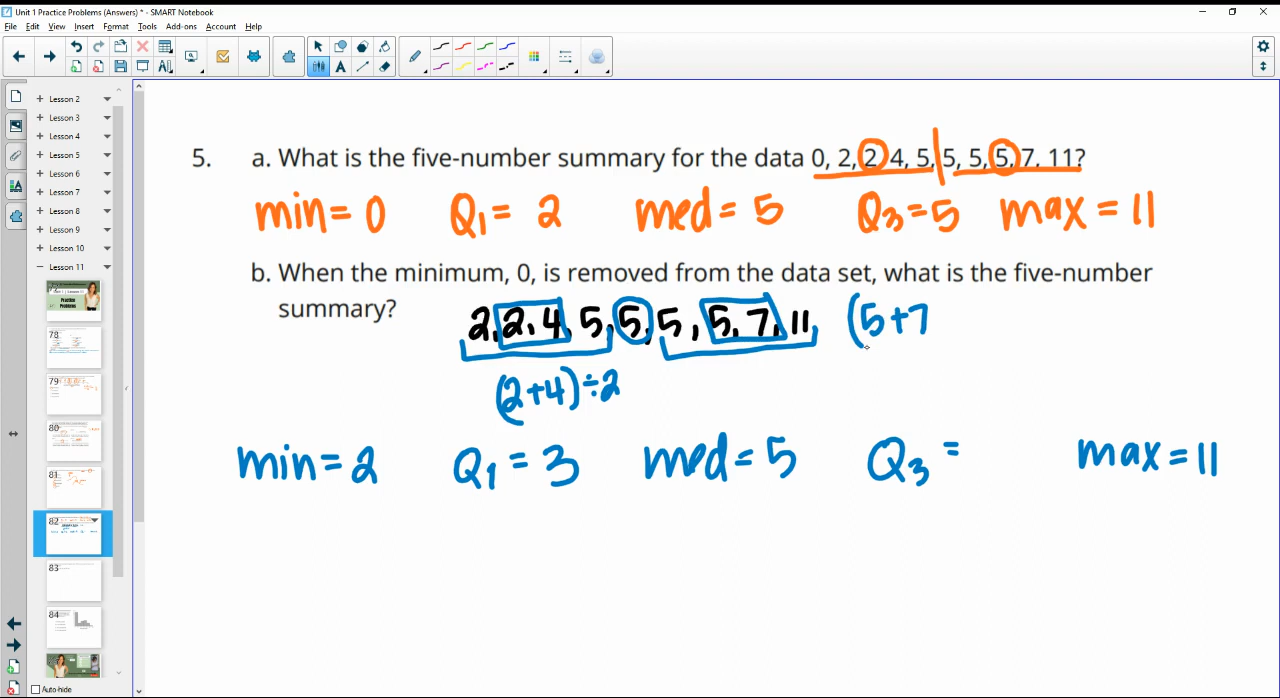 Unit 1 Practice Problems (Answers) * - SMART Notebook
File Edit View Insert Format Tools Add-ons Account Help
Lesson 2
Lesson 3
Lesson 4
Lesson 5
Lesson 6
Lesson 7
Lesson 8
Lesson 9
Lesson 10
Lesson 11
Practice
Problems
78
79
80
81
82
83
84
Auto-hide
5. a. What is the five-number summary for the data 0, 2, 2, 4, 5, 5, 5, 5, 7, 11?
min = 0 Q1 = 2 med = 5 Q3 = 5 max = 11
b. When the minimum, 0, is removed from the data set, what is the five-number
summary?
2, 2, 4, 5, 5, 5, 5, 7, 11, (5+7
(2+4)÷2
min = 2 Q1 = 3 med = 5 Q3 = max = 11